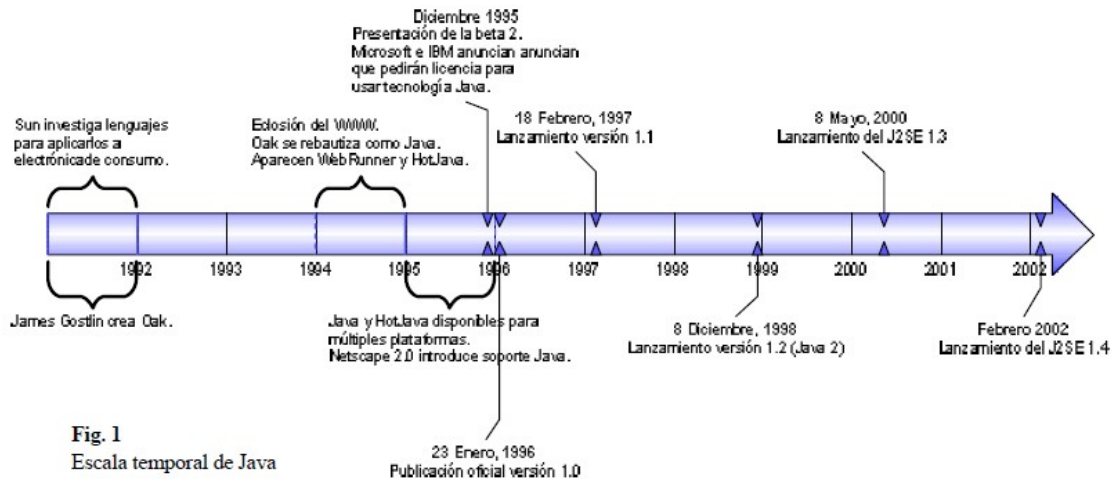 Diciembre 1995
Presentación de la beta 2.
Microsoft e IBM anuncian anuncian
que pedirán licencia para
usar tecnología Java.
Sun investiga lenguajes
para aplicarlos a
electrónicade consumo.
Eclosión del WWW.
Oak se rebautiza como Java.
Aparecen WebRunner y HotJava.
18 Febrero, 1997
Lanzamiento versión 1.1
8 Mayo, 2000
Lanzamiento del J2SE 1.3
1992
1993
1994
1995
1996
1997
1998
1999
2000
2001
2002
James Gostlin crea Oak.
Java y HotJava disponibles para
múltiples plataformas.
Netscape 2.0 introduce soporte Java.
8 Diciembre, 1998
Lanzamiento versión 1.2 (Java 2)
Febrero 2002
Lanzamiento del J2SE 1.4
23 Enero, 1996
Publicación oficial versión 1.0
Fig. 1
Escala temporal de Java